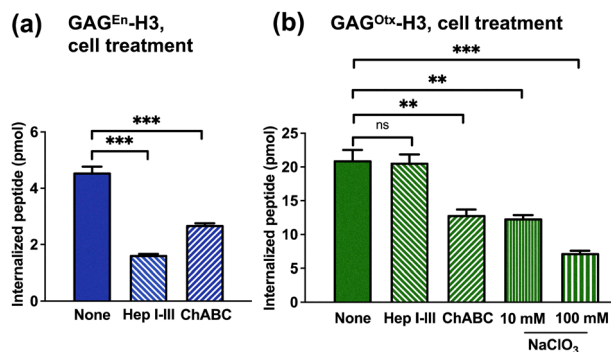 (a)
GAGᴱⁿ-H3,
cell treatment
***
***
Internalized peptide (pmol)
6
4
2
0
None Hep I-III ChABC
(b)
GAGᴼᵗˣ-H3, cell treatment
***
**
**
ns
Internalized peptide (pmol)
25
20
15
10
5
0
None Hep I-III ChABC 10 mM 100 mM
NaClO₃